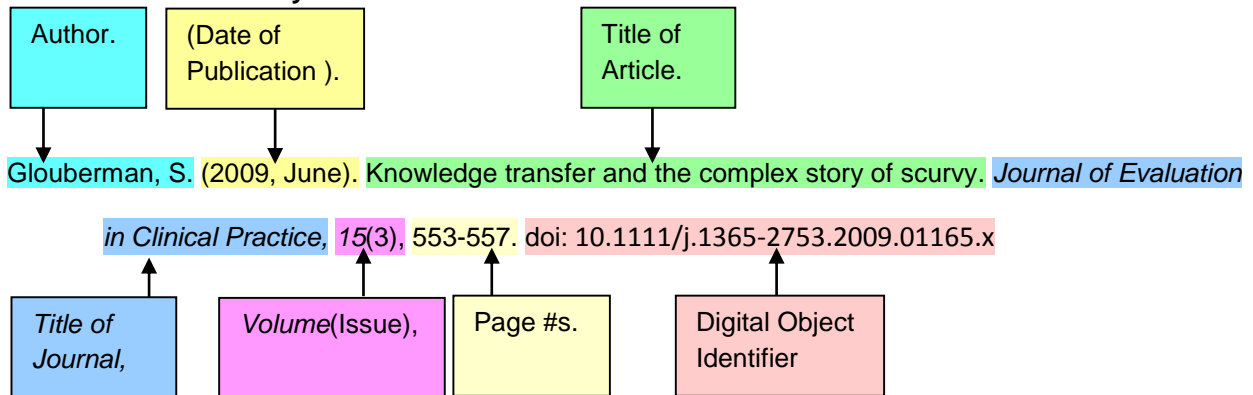 Author.
(Date of
Publication ).
Title of
Article.
Glouberman, S. (2009, June). Knowledge transfer and the complex story of scurvy. Journal of Evaluation
in Clinical Practice, 15(3), 553-557. doi: 10.1111/j.1365-2753.2009.01165.x
Title of
Journal,
Volume(Issue),
Page #s.
Digital Object
Identifier